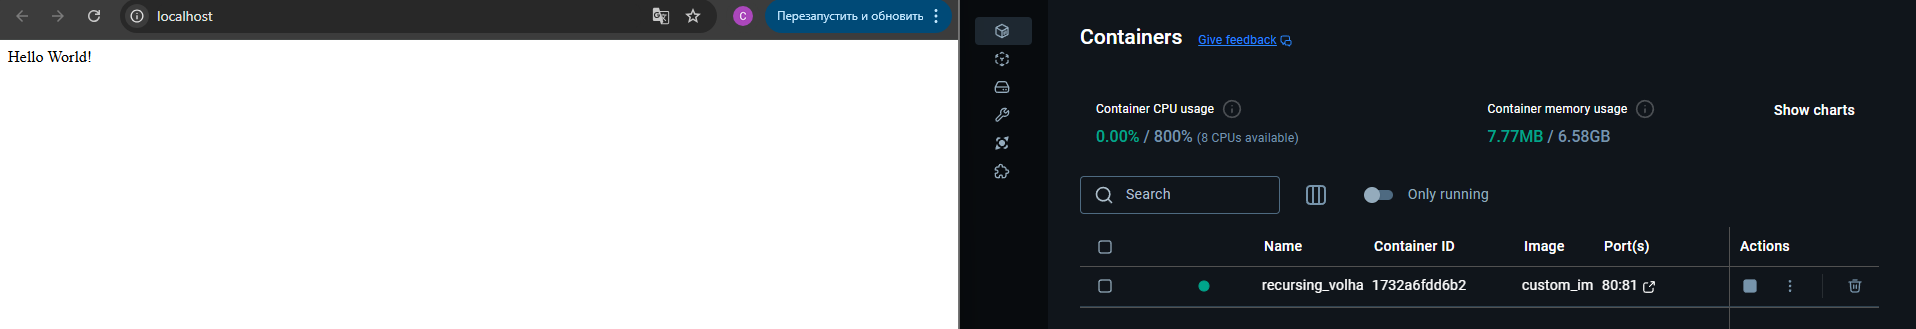 localhost
C
Перезапустить и обновить
Hello World!
Containers Give feedback
Container CPU usage
0.00% / 800% (8 CPUs available)
Container memory usage
7.77MB / 6.58GB
Show charts
Search
Only running
Name Container ID Image Port(s) Actions
recursing_volha 1732a6fdd6b2 custom_im 80:81